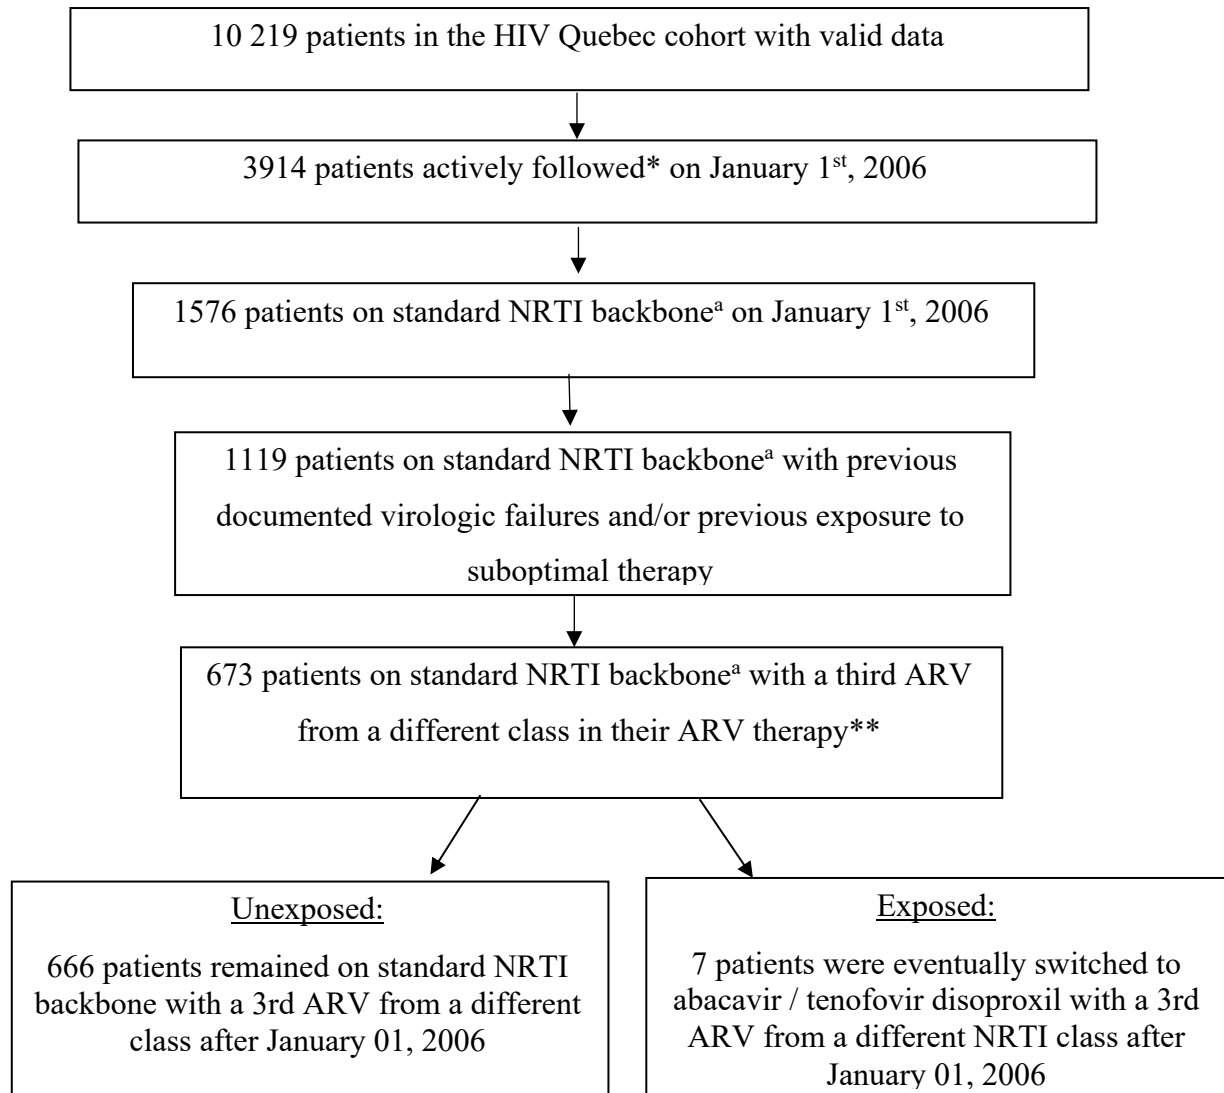 10 219 patients in the HIV Quebec cohort with valid data
3914 patients actively followed* on January 1st, 2006
1576 patients on standard NRTI backboneᵃ on January 1st, 2006
1119 patients on standard NRTI backboneᵃ with previous
documented virologic failures and/or previous exposure to
suboptimal therapy
673 patients on standard NRTI backboneᵃ with a third ARV
from a different class in their ARV therapy**
Unexposed:
666 patients remained on standard NRTI
backbone with a 3rd ARV from a different
class after January 01, 2006
Exposed:
7 patients were eventually switched to
abacavir / tenofovir disoproxil with a 3rd
ARV from a different NRTI class after
January 01, 2006